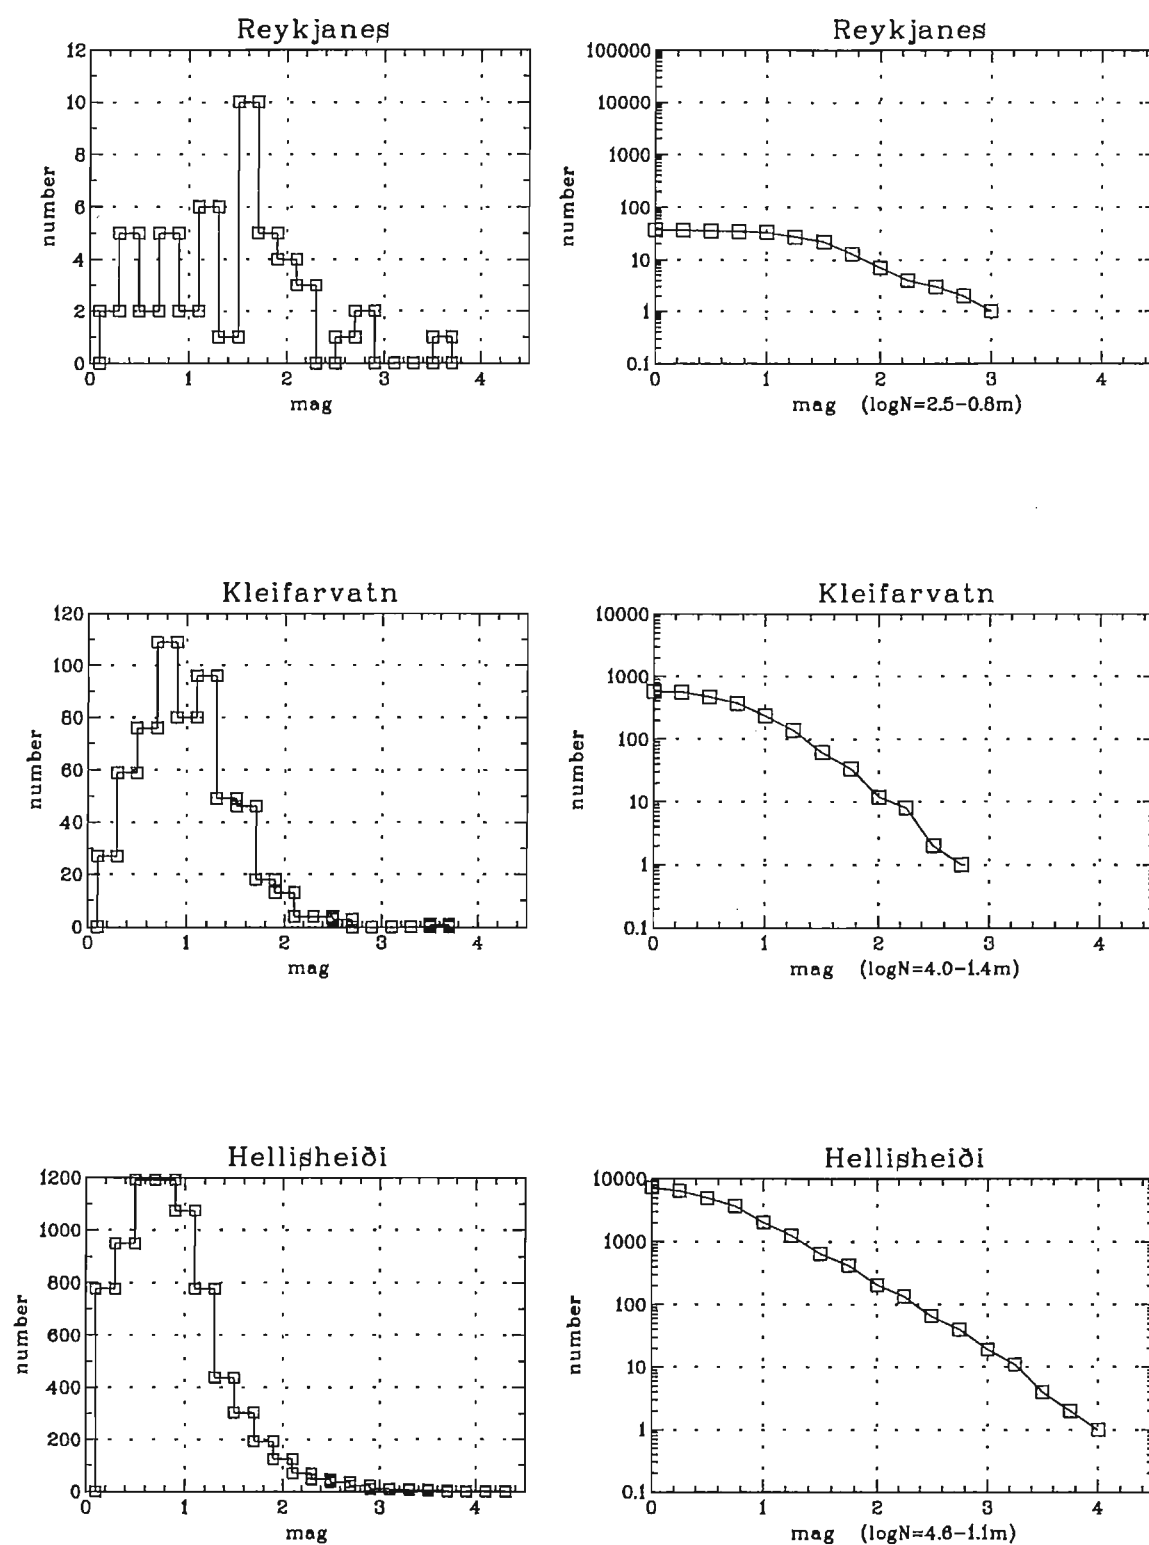 Reykjanes
12
10
8
6
4
2
0
number
0 1 2 3 4
mag
Reykjanes
100000
10000
1000
100
10
1
0.1
number
0 1 2 3 4
mag (logN=2.5-0.8m)
Kleifarvatn
120
100
80
60
40
20
0
number
0 1 2 3 4
mag
Kleifarvatn
10000
1000
100
10
1
0.1
number
0 1 2 3 4
mag (logN=4.0-1.4m)
Hellisheiði
1200
1000
800
600
400
200
0
number
0 1 2 3 4
mag
Hellisheiði
10000
1000
100
10
1
0.1
number
0 1 2 3 4
mag (logN=4.6-1.1m)